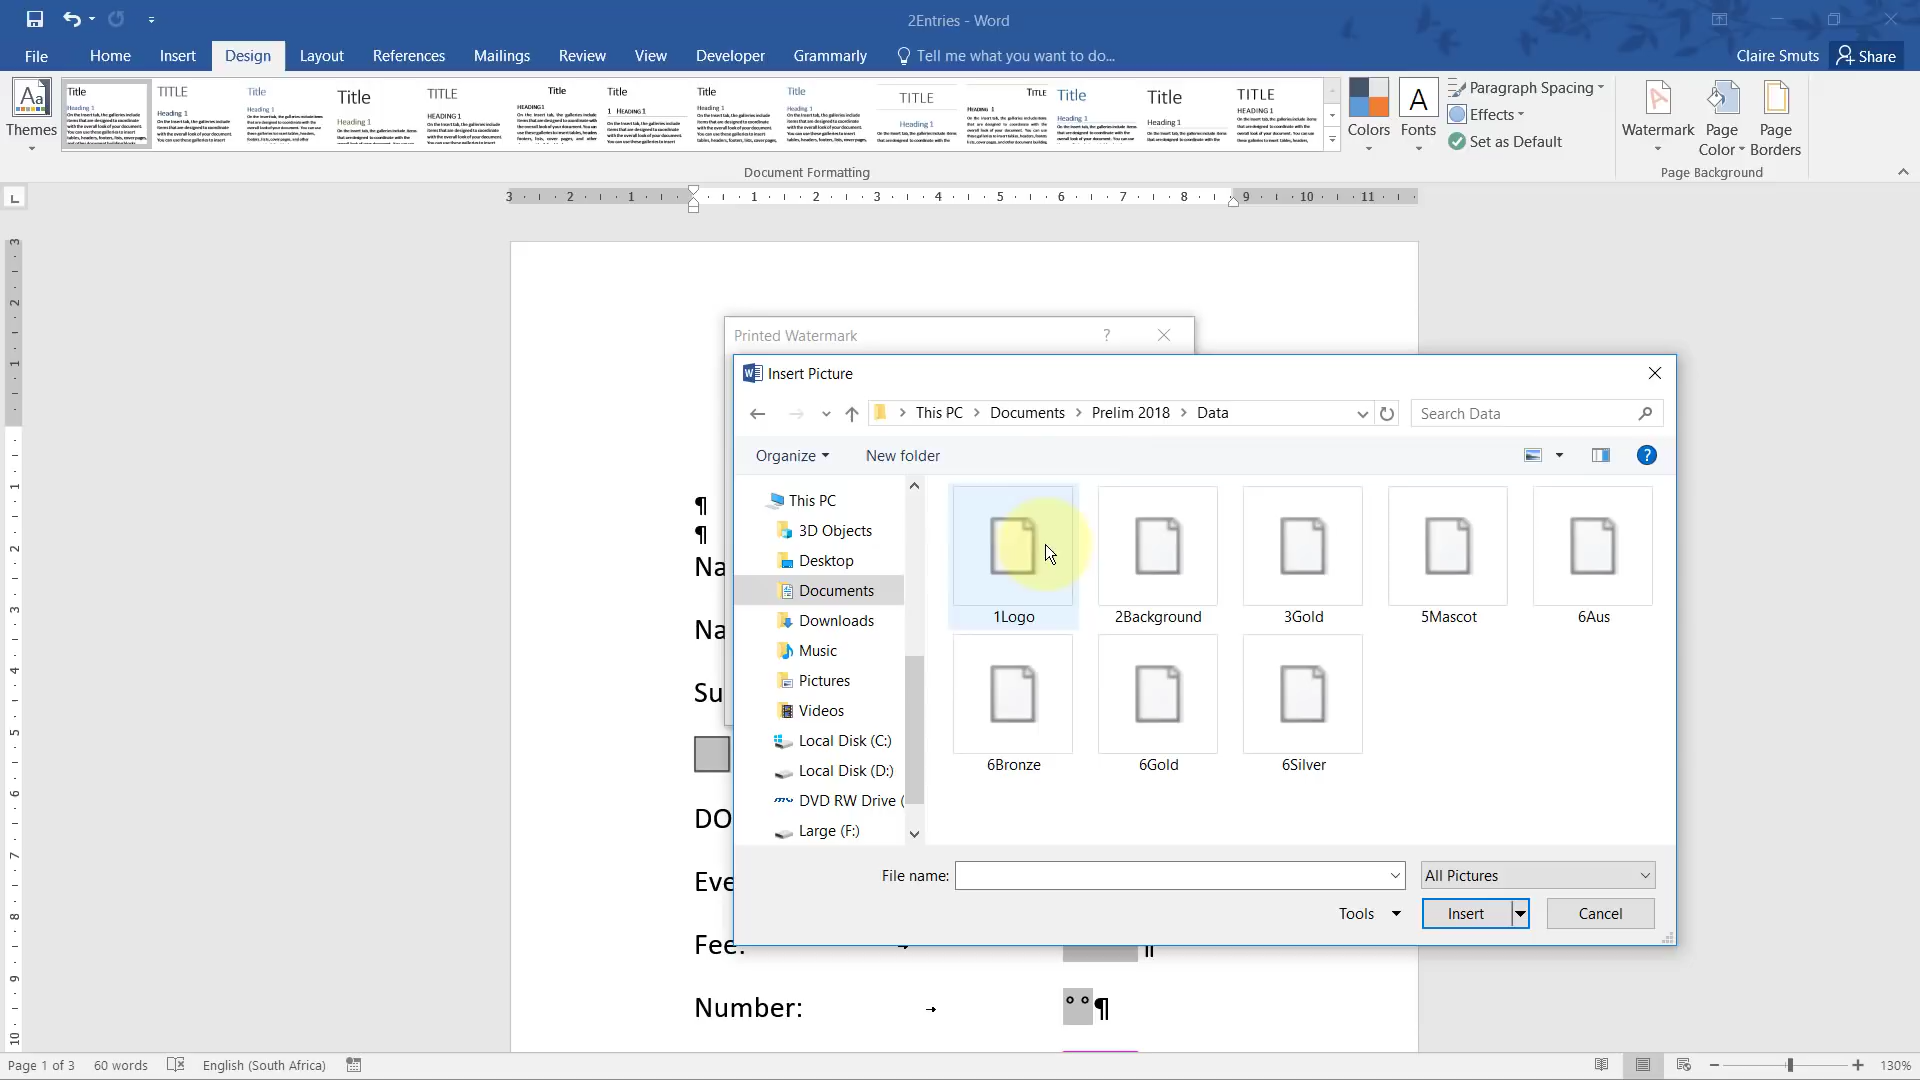 2Entries - Word
File Home Insert Design Layout References Mailings Review View Developer Grammarly Tell me what you want to do... Claire Smuts Share
Themes
Colors
Fonts
Paragraph Spacing
Effects
Set as Default
Watermark
Page Color
Page Borders
Document Formatting
Page Background
Printed Watermark ?
Insert Picture
This PC > Documents > Prelim 2018 > Data
Search Data
Organize
New folder
This PC
3D Objects
Desktop
Documents
Downloads
Music
Pictures
Videos
Local Disk (C:)
Local Disk (D:)
DVD RW Drive (
Large (F:)
1Logo
2Background
3Gold
5Mascot
6Aus
6Bronze
6Gold
6Silver
File name:
All Pictures
Tools
Insert
Cancel
¶
¶
Na
Na
Su
DO
Eve
Fee: → ¶
Number: → °° ¶
Page 1 of 3 60 words English (South Africa) 130%